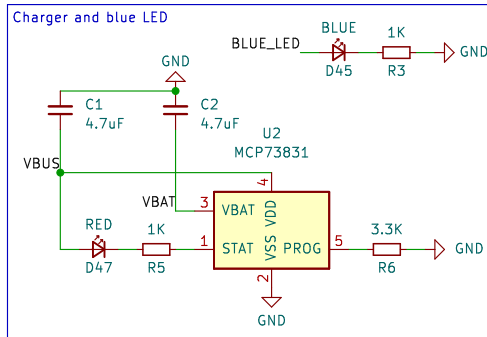 Charger and blue LED
BLUE
1K
BLUE_LED
GND
D45
R3
GND
C1
4.7uF
C2
4.7uF
U2
MCP73831
VBUS
4
VBAT
3
VBAT
VDD
RED
1K
1
STAT
VSS
PROG
5
3.3K
GND
D47
R5
R6
2
GND